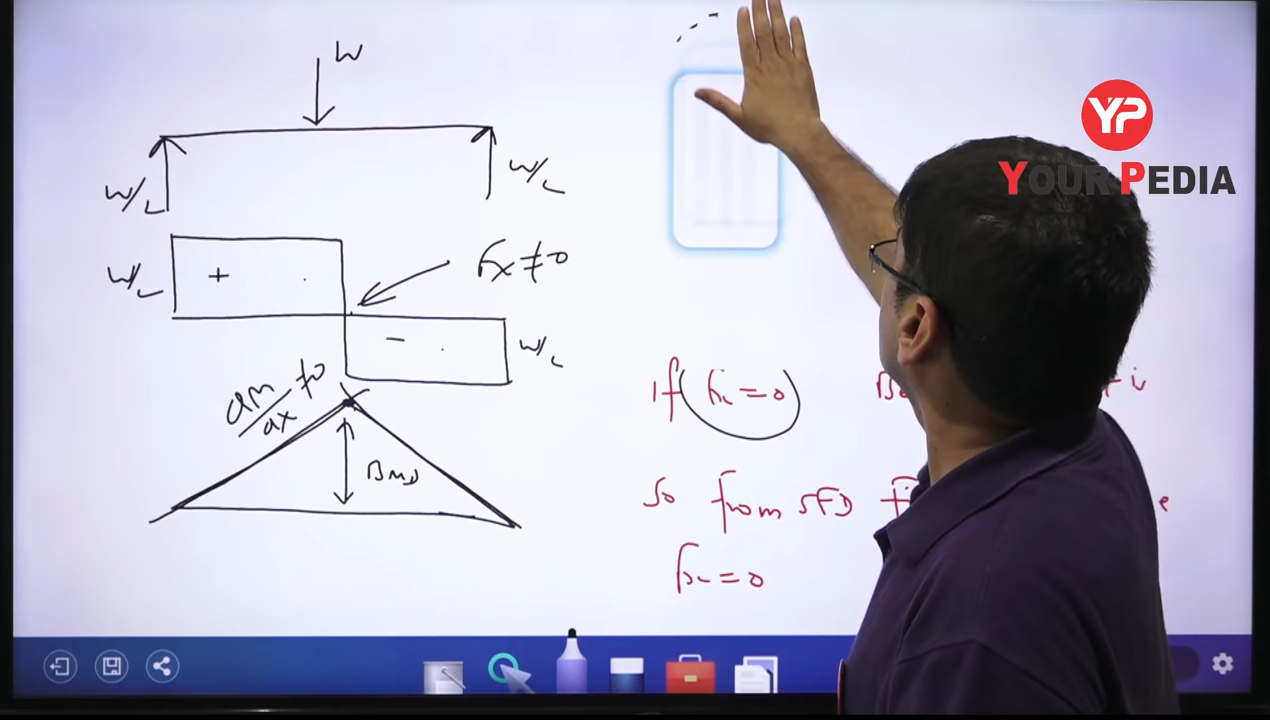 W
YP
YOUR PEDIA
W/L
W/L
W/L
+
Fx ≠ 0
-
W/L
dM/dx ≠ 0
BMD
If (Fx = 0)
So from SFD
Fx = 0